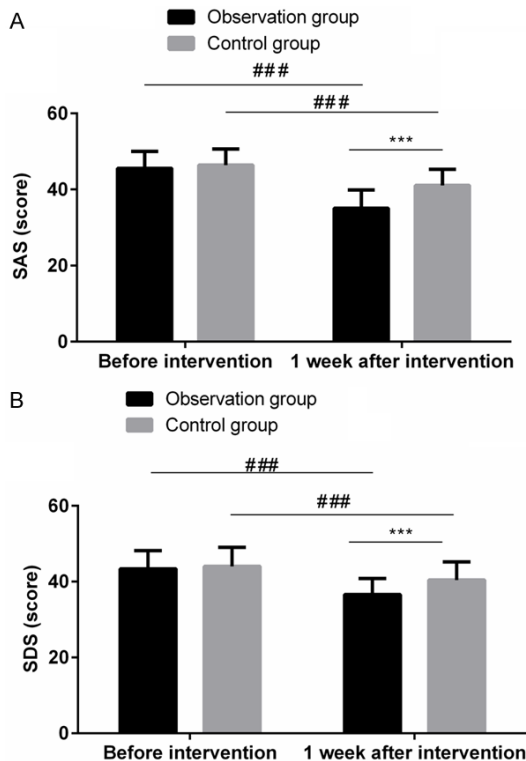 A
Observation group
Control group
###
###
***
60
40
20
0
SAS (score)
Before intervention 1 week after intervention
B
Observation group
Control group
###
###
***
60
40
20
0
SDS (score)
Before intervention 1 week after intervention